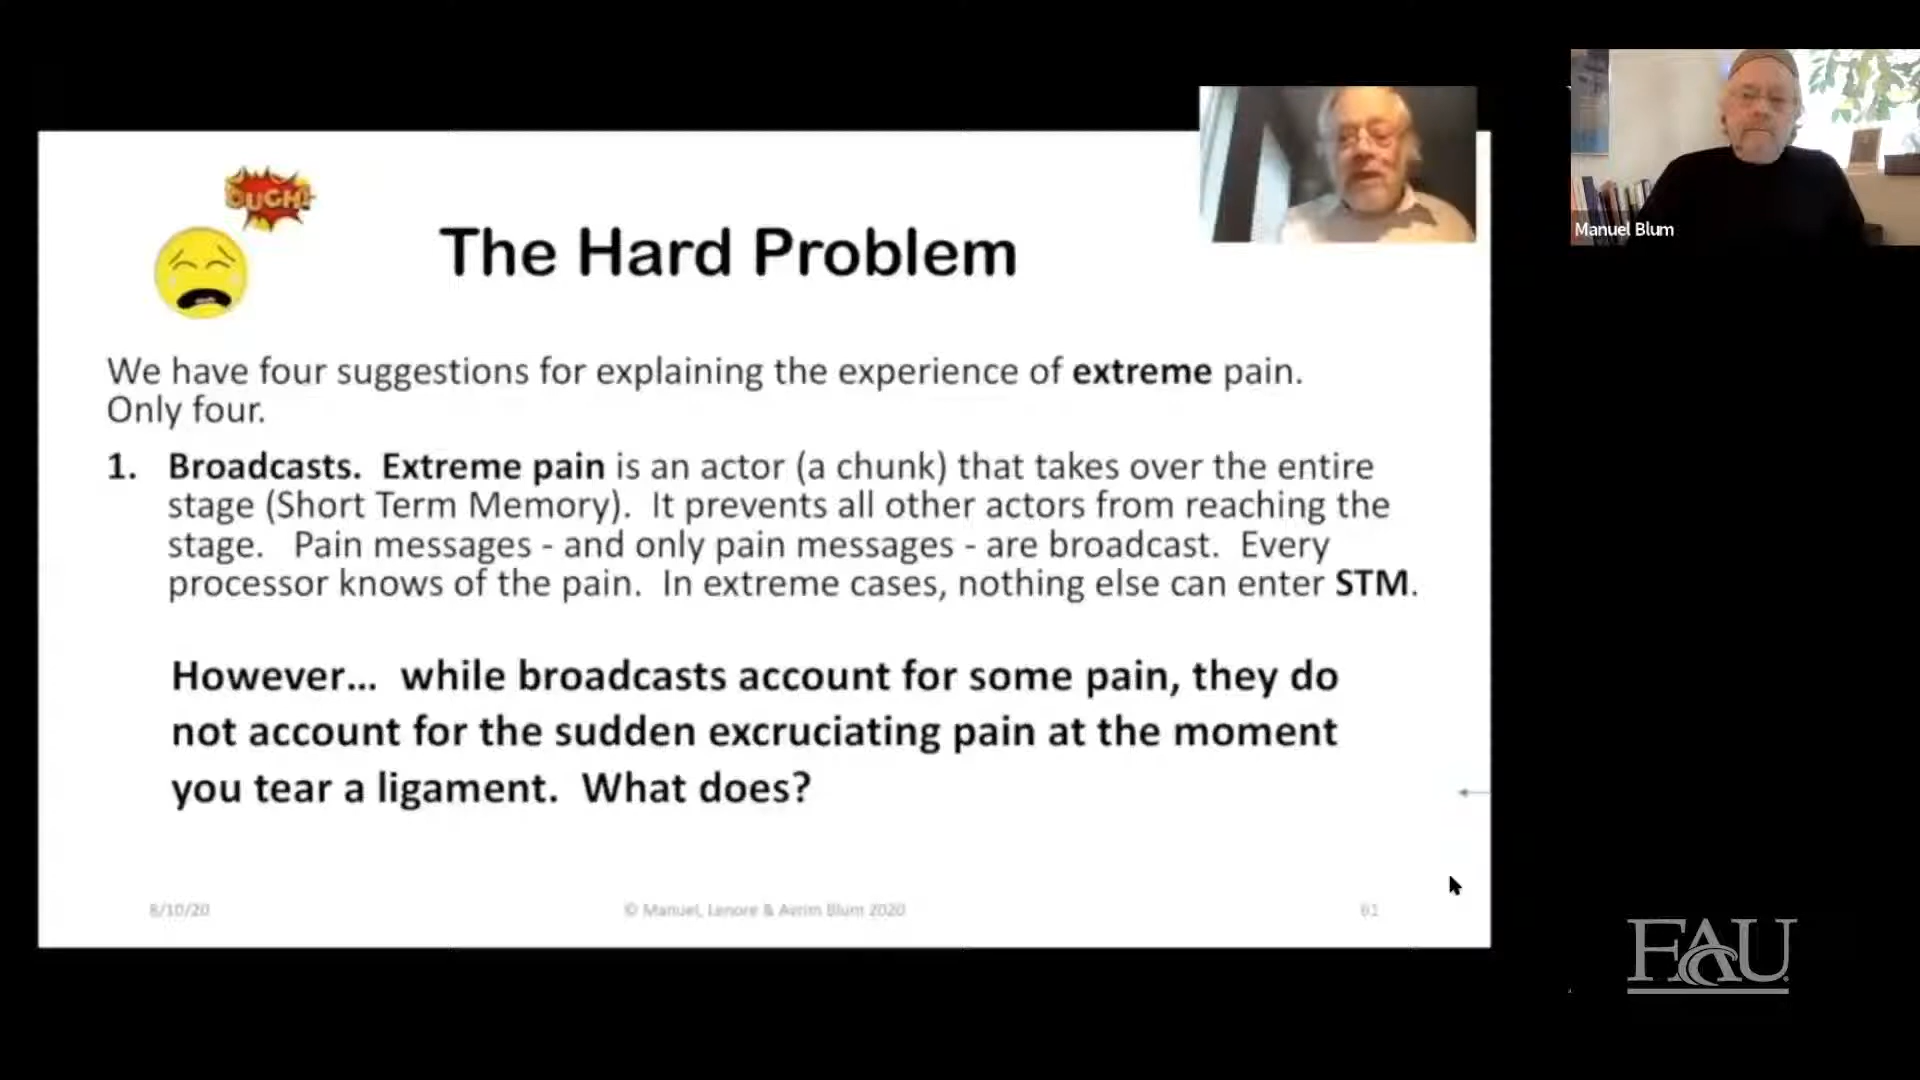 OUGH!
The Hard Problem
Manuel Blum
We have four suggestions for explaining the experience of extreme pain.
Only four.
1. Broadcasts. Extreme pain is an actor (a chunk) that takes over the entire
stage (Short Term Memory). It prevents all other actors from reaching the
stage. Pain messages - and only pain messages - are broadcast. Every
processor knows of the pain. In extreme cases, nothing else can enter STM.
However... while broadcasts account for some pain, they do
not account for the sudden excruciating pain at the moment
you tear a ligament. What does?
8/10/20
© Manuel, Lenore & Avrim Blum 2020
61
FAU